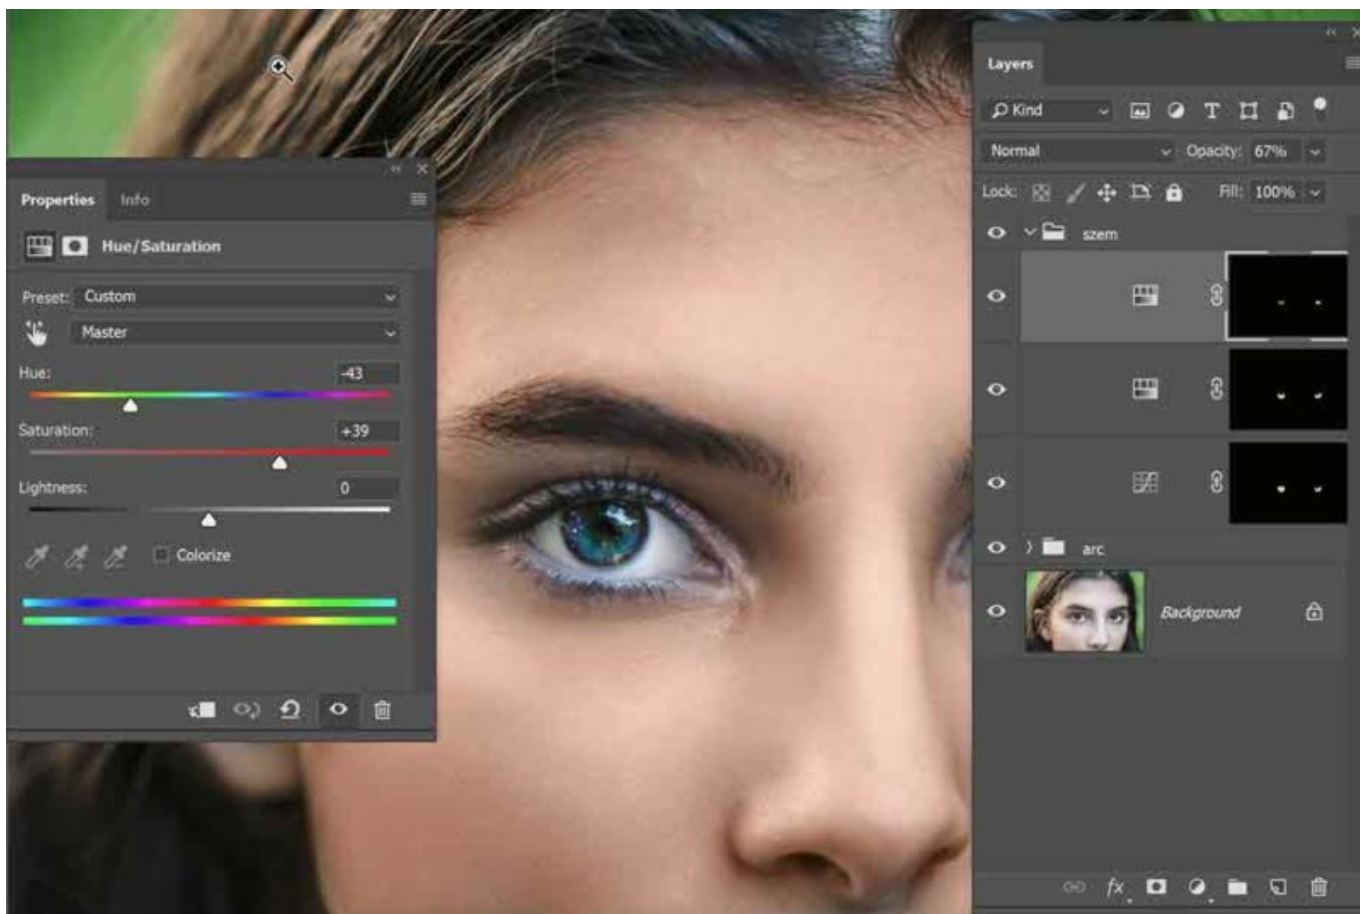 Properties Info
Hue/Saturation
Preset: Custom
Master
Hue: -43
Saturation: +39
Lightness: 0
Colorize
Layers
Kind
Normal Opacity: 67%
Lock: Fill: 100%
szem
arc
Background
fx